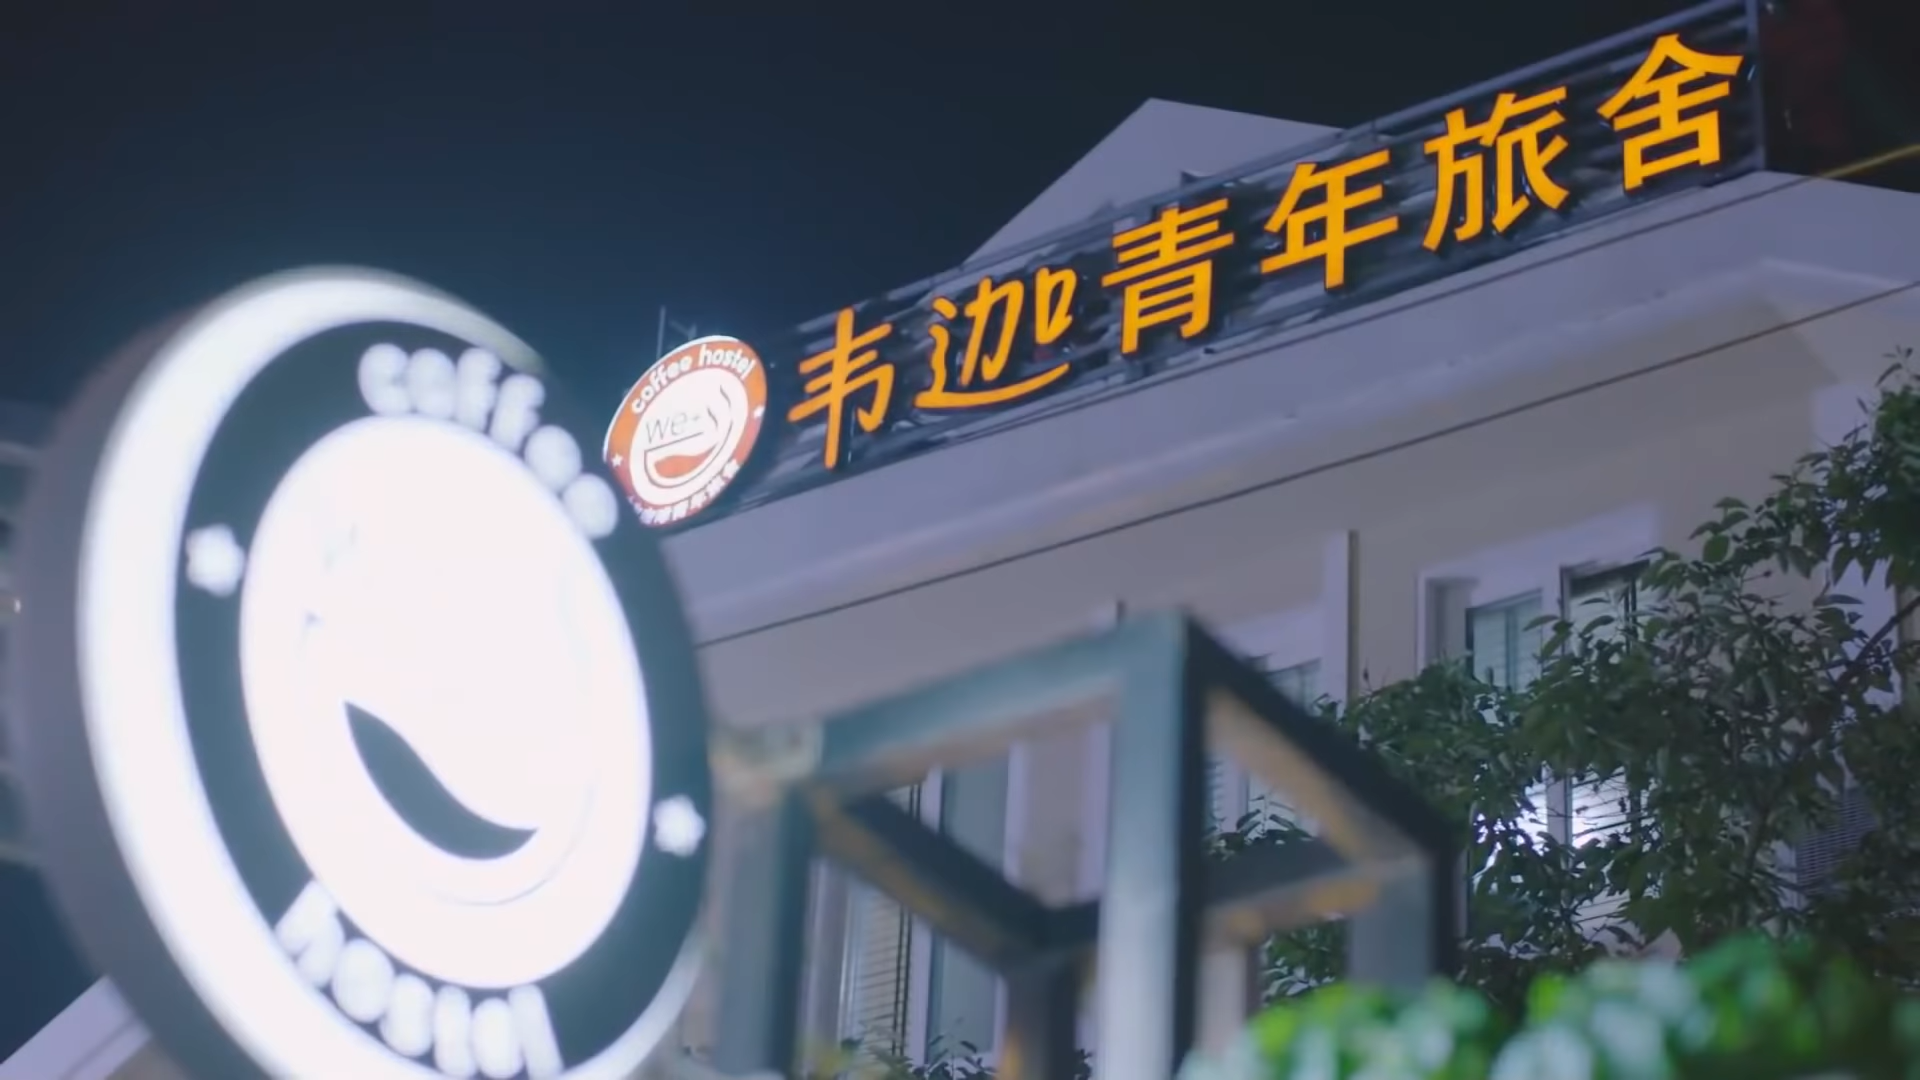 coffee
hostel
coffee hostel
we+
韦迦青年旅舍